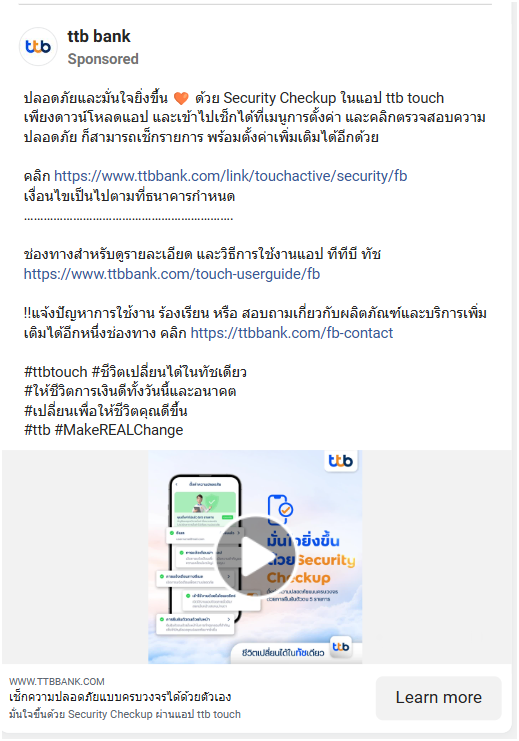 ttb bank
Sponsored
ttb
ปลอดภัยและมั่นใจยิ่งขึ้น 🧡 ด้วย Security Checkup ในแอป ttb touch
เพียงดาวน์โหลดแอป และเข้าไปเช็กได้ที่เมนูการตั้งค่า และคลิกตรวจสอบความ
ปลอดภัย ก็สามารถเช็กรายการ พร้อมตั้งค่าเพิ่มเติมได้อีกด้วย
คลิก https://www.ttbbank.com/link/touchactive/security/fb
เงื่อนไขเป็นไปตามที่ธนาคารกำหนด
…………………………………………………….
ช่องทางสำหรับดูรายละเอียด และวิธีการใช้งานแอป ทีทีบี ทัช
https://www.ttbbank.com/touch-userguide/fb
!!แจ้งปัญหาการใช้งาน ร้องเรียน หรือ สอบถามเกี่ยวกับผลิตภัณฑ์และบริการเพิ่ม
เติมได้อีกหนึ่งช่องทาง คลิก https://ttbbank.com/fb-contact
#ttbtouch #ชีวิตเปลี่ยนได้ในทัชเดียว
#ให้ชีวิตการเงินดีทั้งวันนี้และอนาคต
#เปลี่ยนเพื่อให้ชีวิตคุณดีขึ้น
#ttb #MakeREALChange
ttb
มั่นใจยิ่งขึ้น
ด้วย Security
Checkup
ttb
ชีวิตเปลี่ยนได้ในทัชเดียว
WWW.TTBBANK.COM
เช็กความปลอดภัยแบบครบวงจรได้ด้วยตัวเอง
มั่นใจขึ้นด้วย Security Checkup ผ่านแอป ttb touch
Learn more